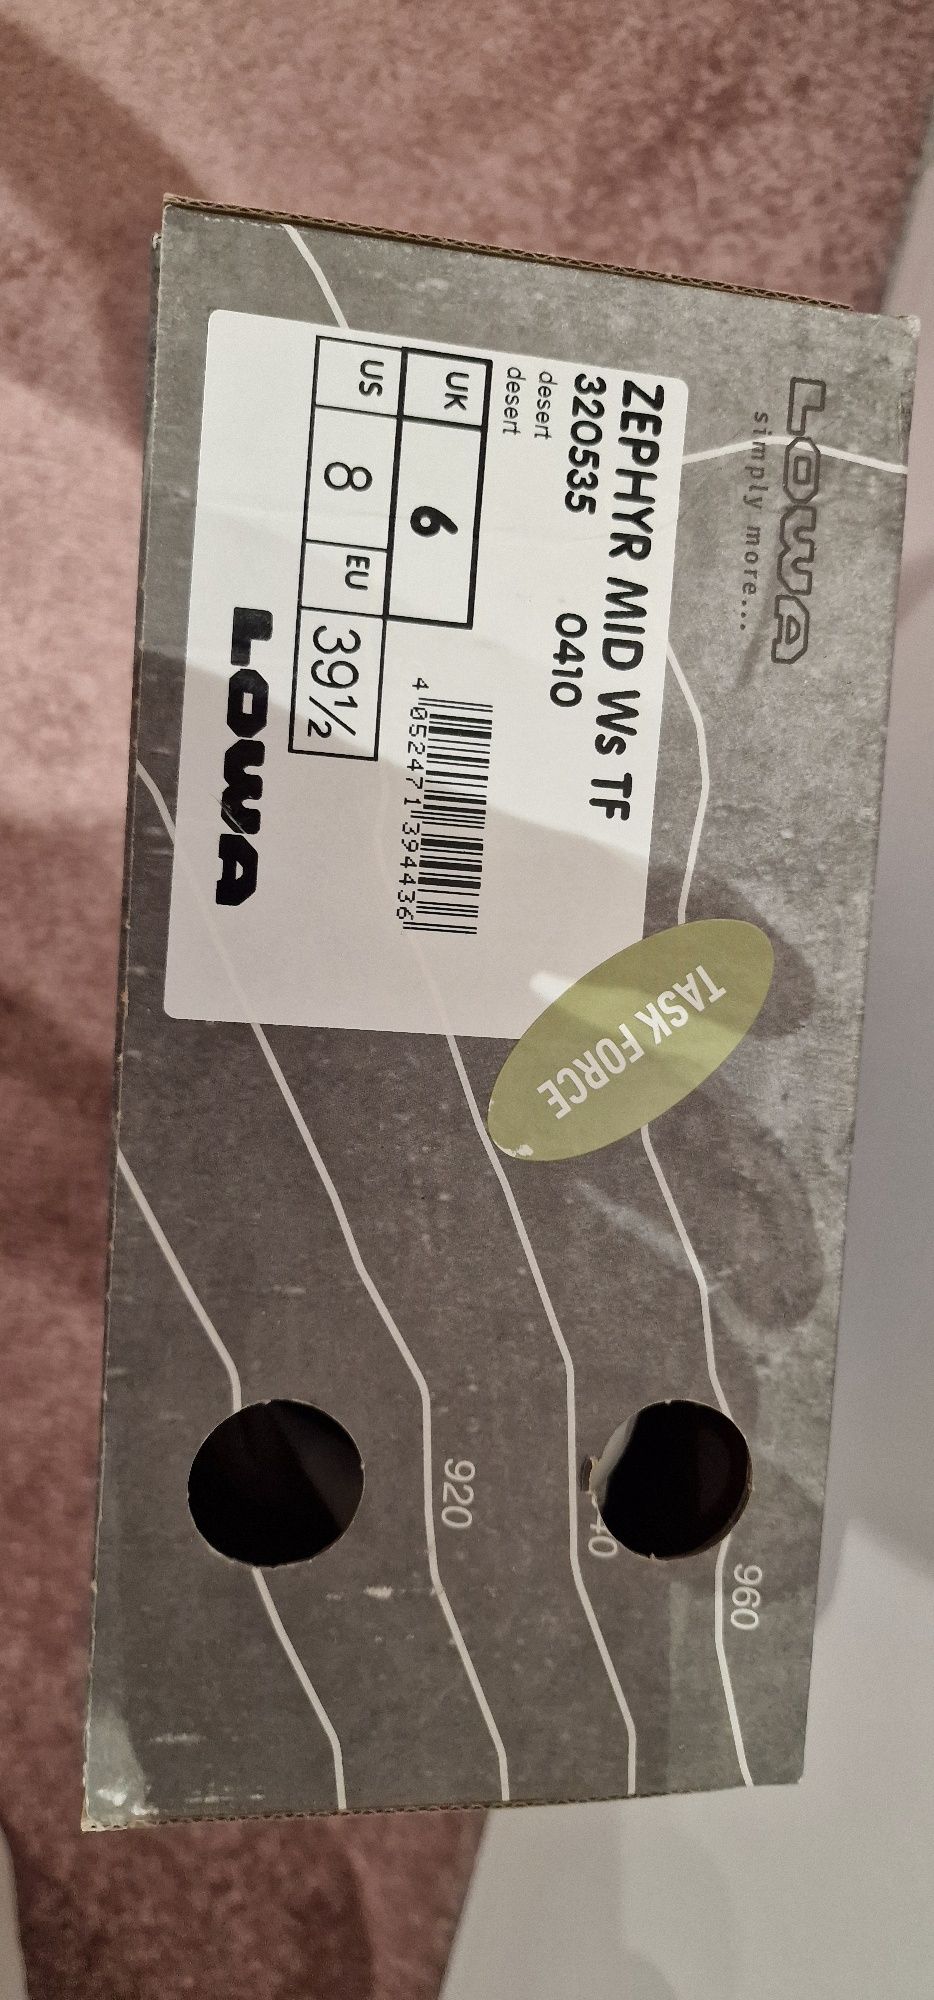 LOWA
simply more...
ZEPHYR MID Ws TF
320535 0410
desert
desert
UK 6
US 8 EU 39½
4 052471 394436
LOWA
TASK FORCE
920
40
960